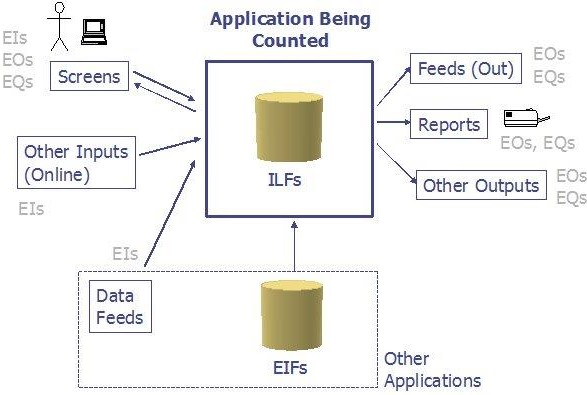 Application Being
Counted
EIs
EOs
EQs
Screens
Feeds (Out)
EOs
EQs
Reports
EOs, EQs
Other Inputs
(Online)
EIs
ILFs
Other Outputs
EOs
EQs
EIs
Data
Feeds
EIFs
Other
Applications